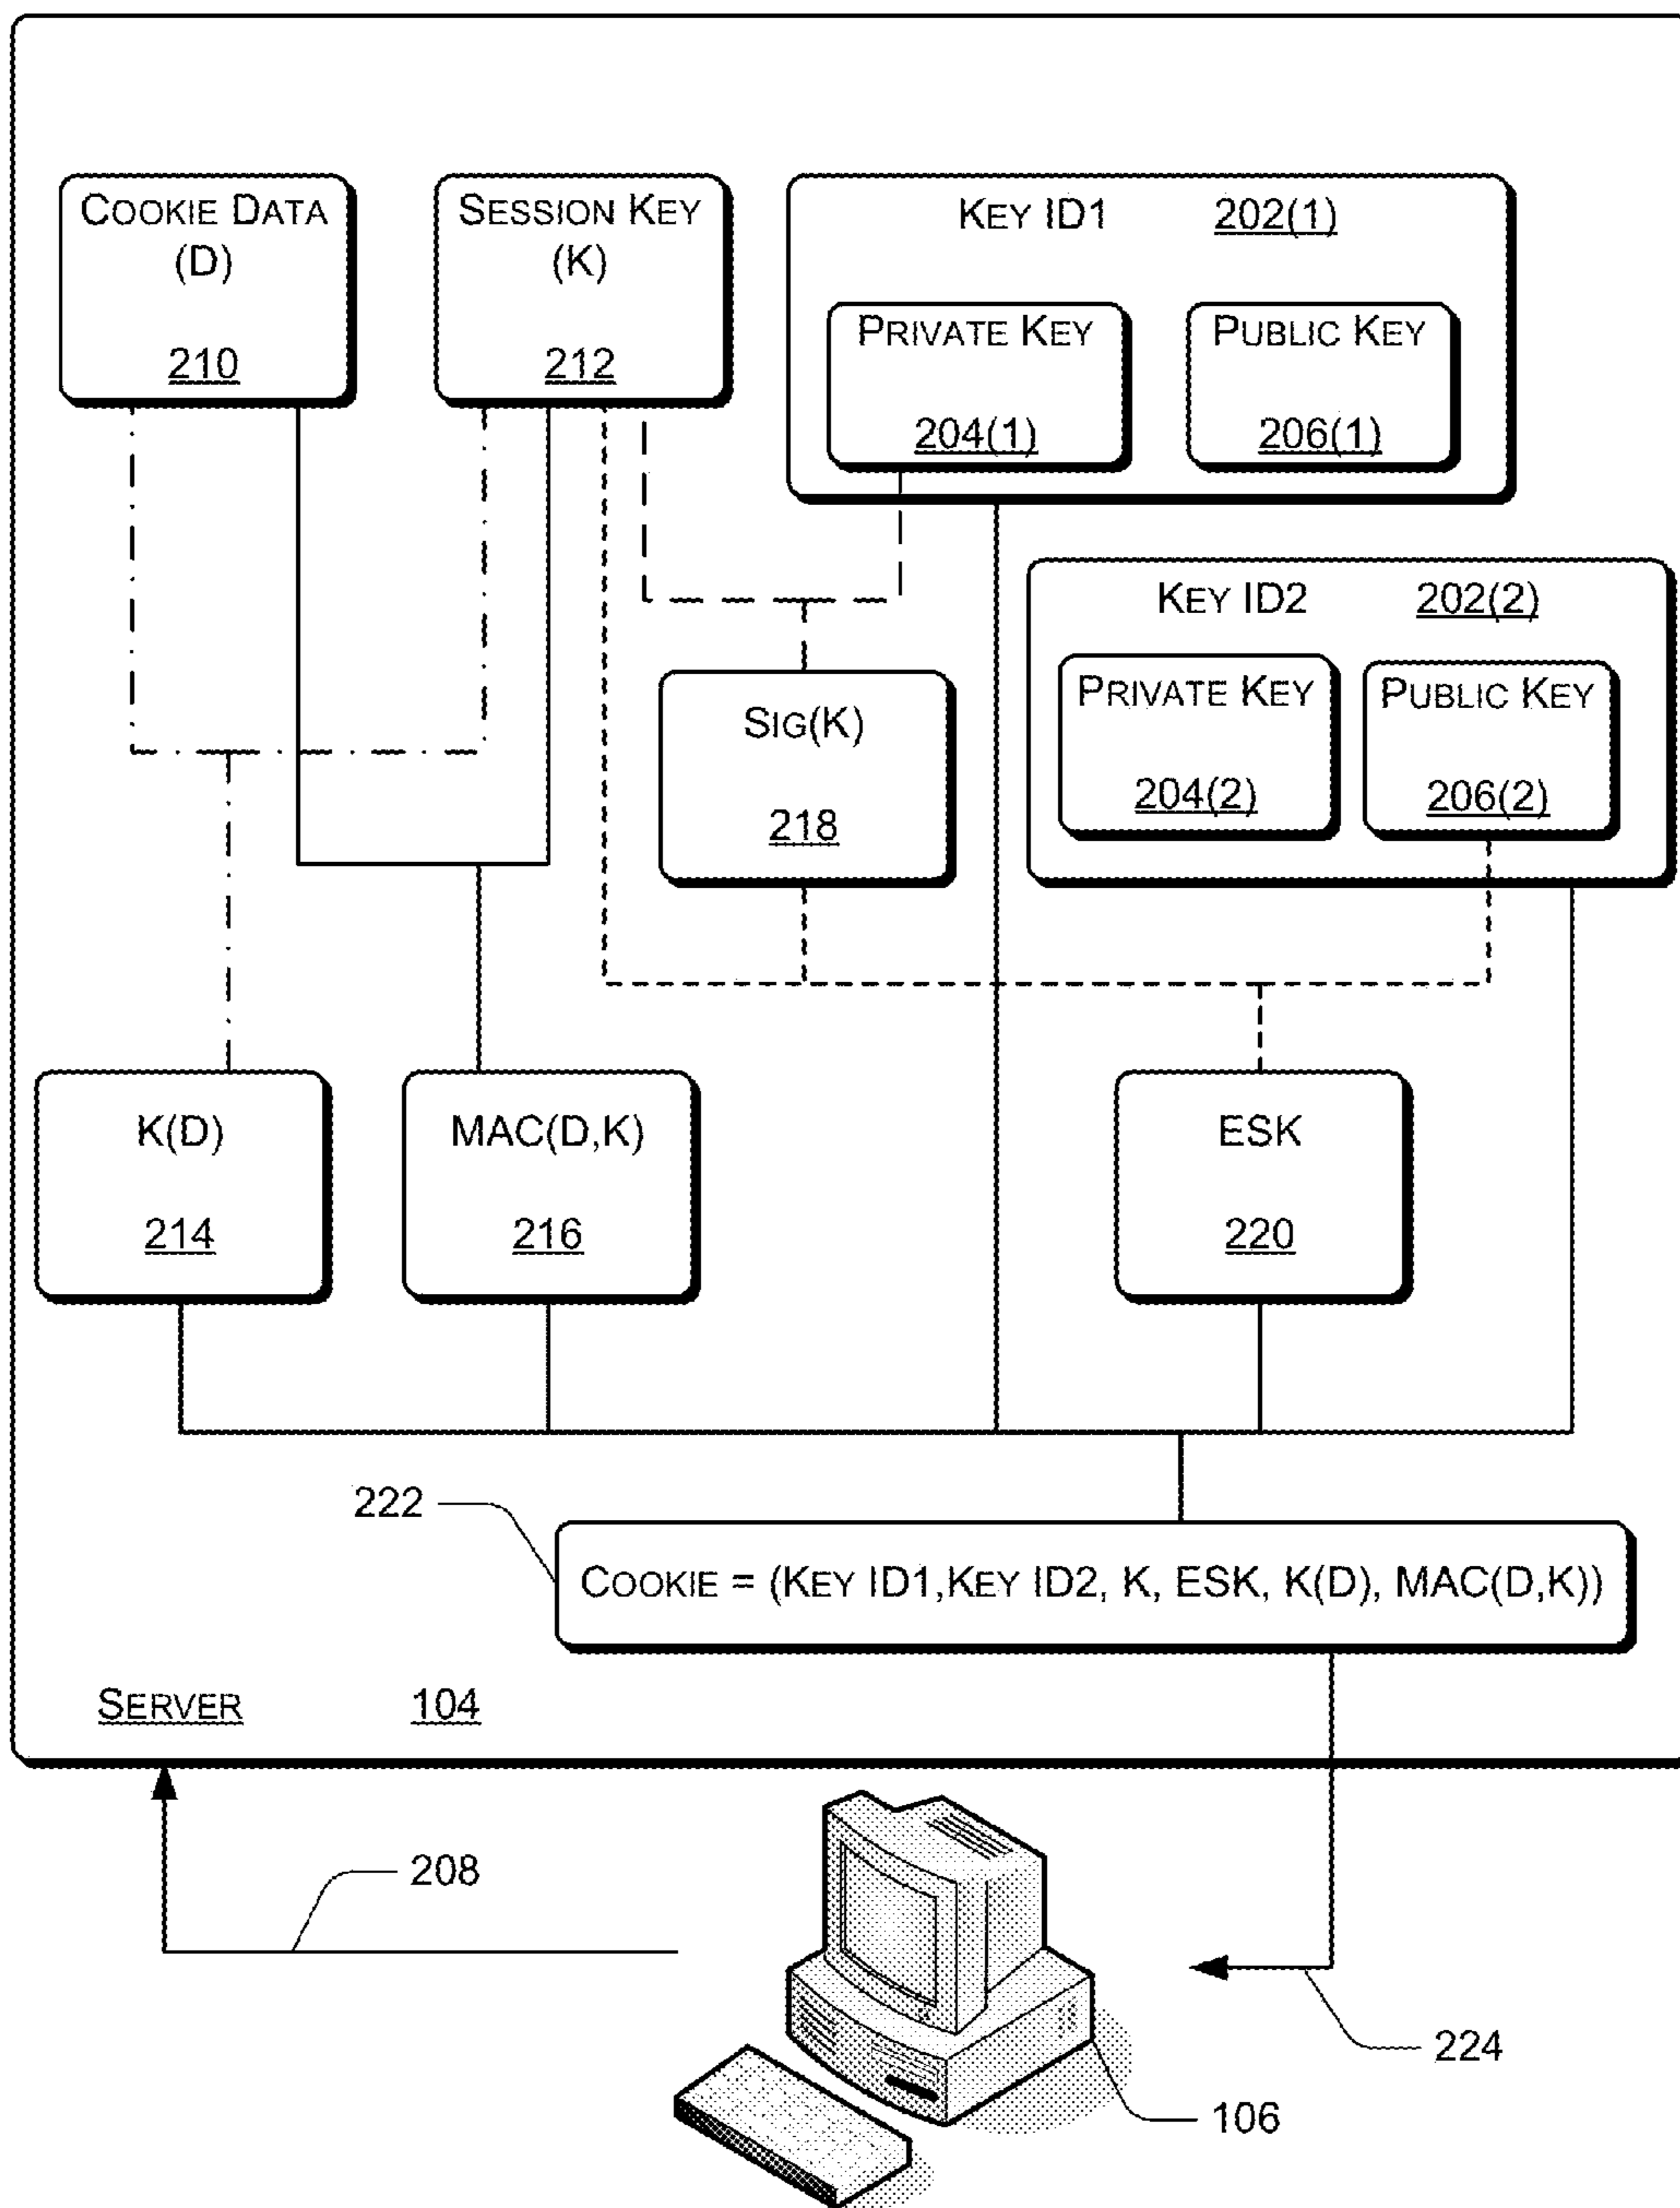 COOKIE DATA
(D)
210
SESSION KEY
(K)
212
KEY ID1 202(1)
PRIVATE KEY
204(1)
PUBLIC KEY
206(1)
KEY ID2 202(2)
PRIVATE KEY
204(2)
PUBLIC KEY
206(2)
SIG(K)
218
K(D)
214
MAC(D,K)
216
ESK
220
222
COOKIE = (KEY ID1,KEY ID2, K, ESK, K(D), MAC(D,K))
SERVER 104
208
224
106